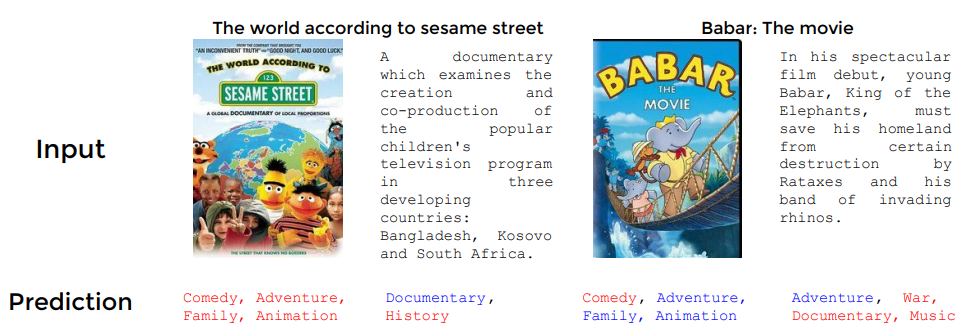 The world according to sesame street
Babar: The movie
Input
FROM THE COMPANY THAT BROUGHT YOU
"AN INCONVENIENT TRUTH" AND "GOOD NIGHT, AND GOOD LUCK"
THE WORLD ACCORDING TO
123
SESAME STREET
A GLOBAL DOCUMENTARY OF LOCAL PROPORTIONS
THE STREET THAT KNOWS NO BORDERS
A documentary
which examines the
creation and
co-production of
the popular
children's
television program
in three
developing
countries:
Bangladesh, Kosovo
and South Africa.
BABAR
THE
MOVIE
In his spectacular
film debut, young
Babar, King of the
Elephants, must
save his homeland
from certain
destruction by
Rataxes and his
band of invading
rhinos.
Prediction
Comedy, Adventure,
Family, Animation
Documentary,
History
Comedy, Adventure,
Family, Animation
Adventure, War,
Documentary, Music